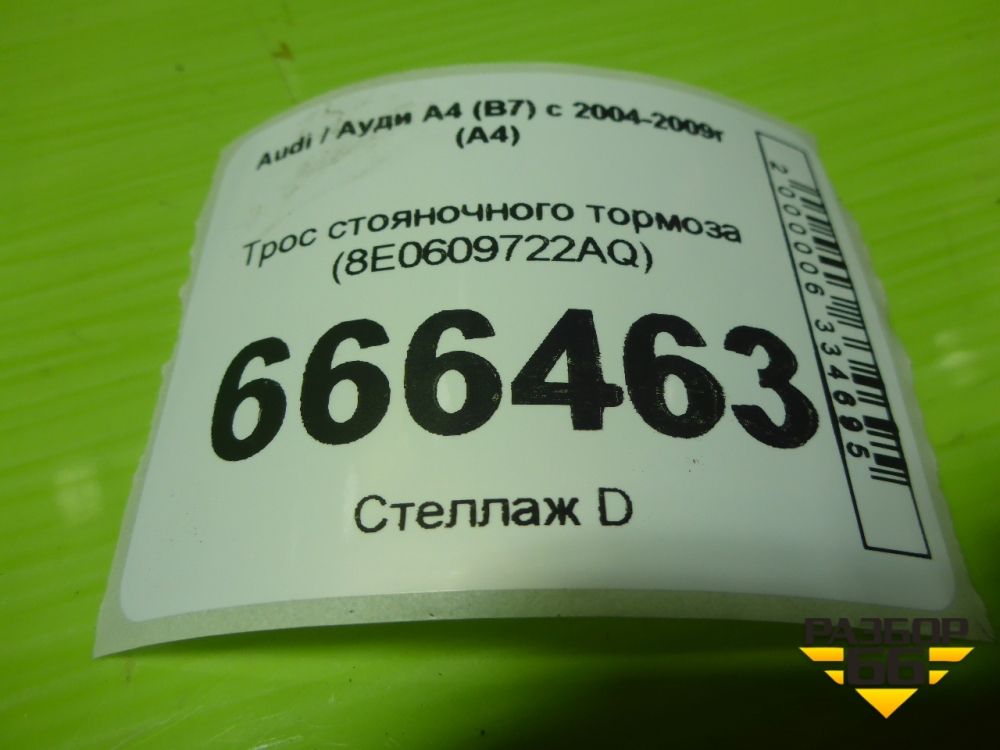 Audi / Ауди A4 (B7) с 2004-2009г
(A4)
Трос стояночного тормоза
(8E0609722AQ)
666463
Стеллаж D
2000006334695
РАЗБОР
66